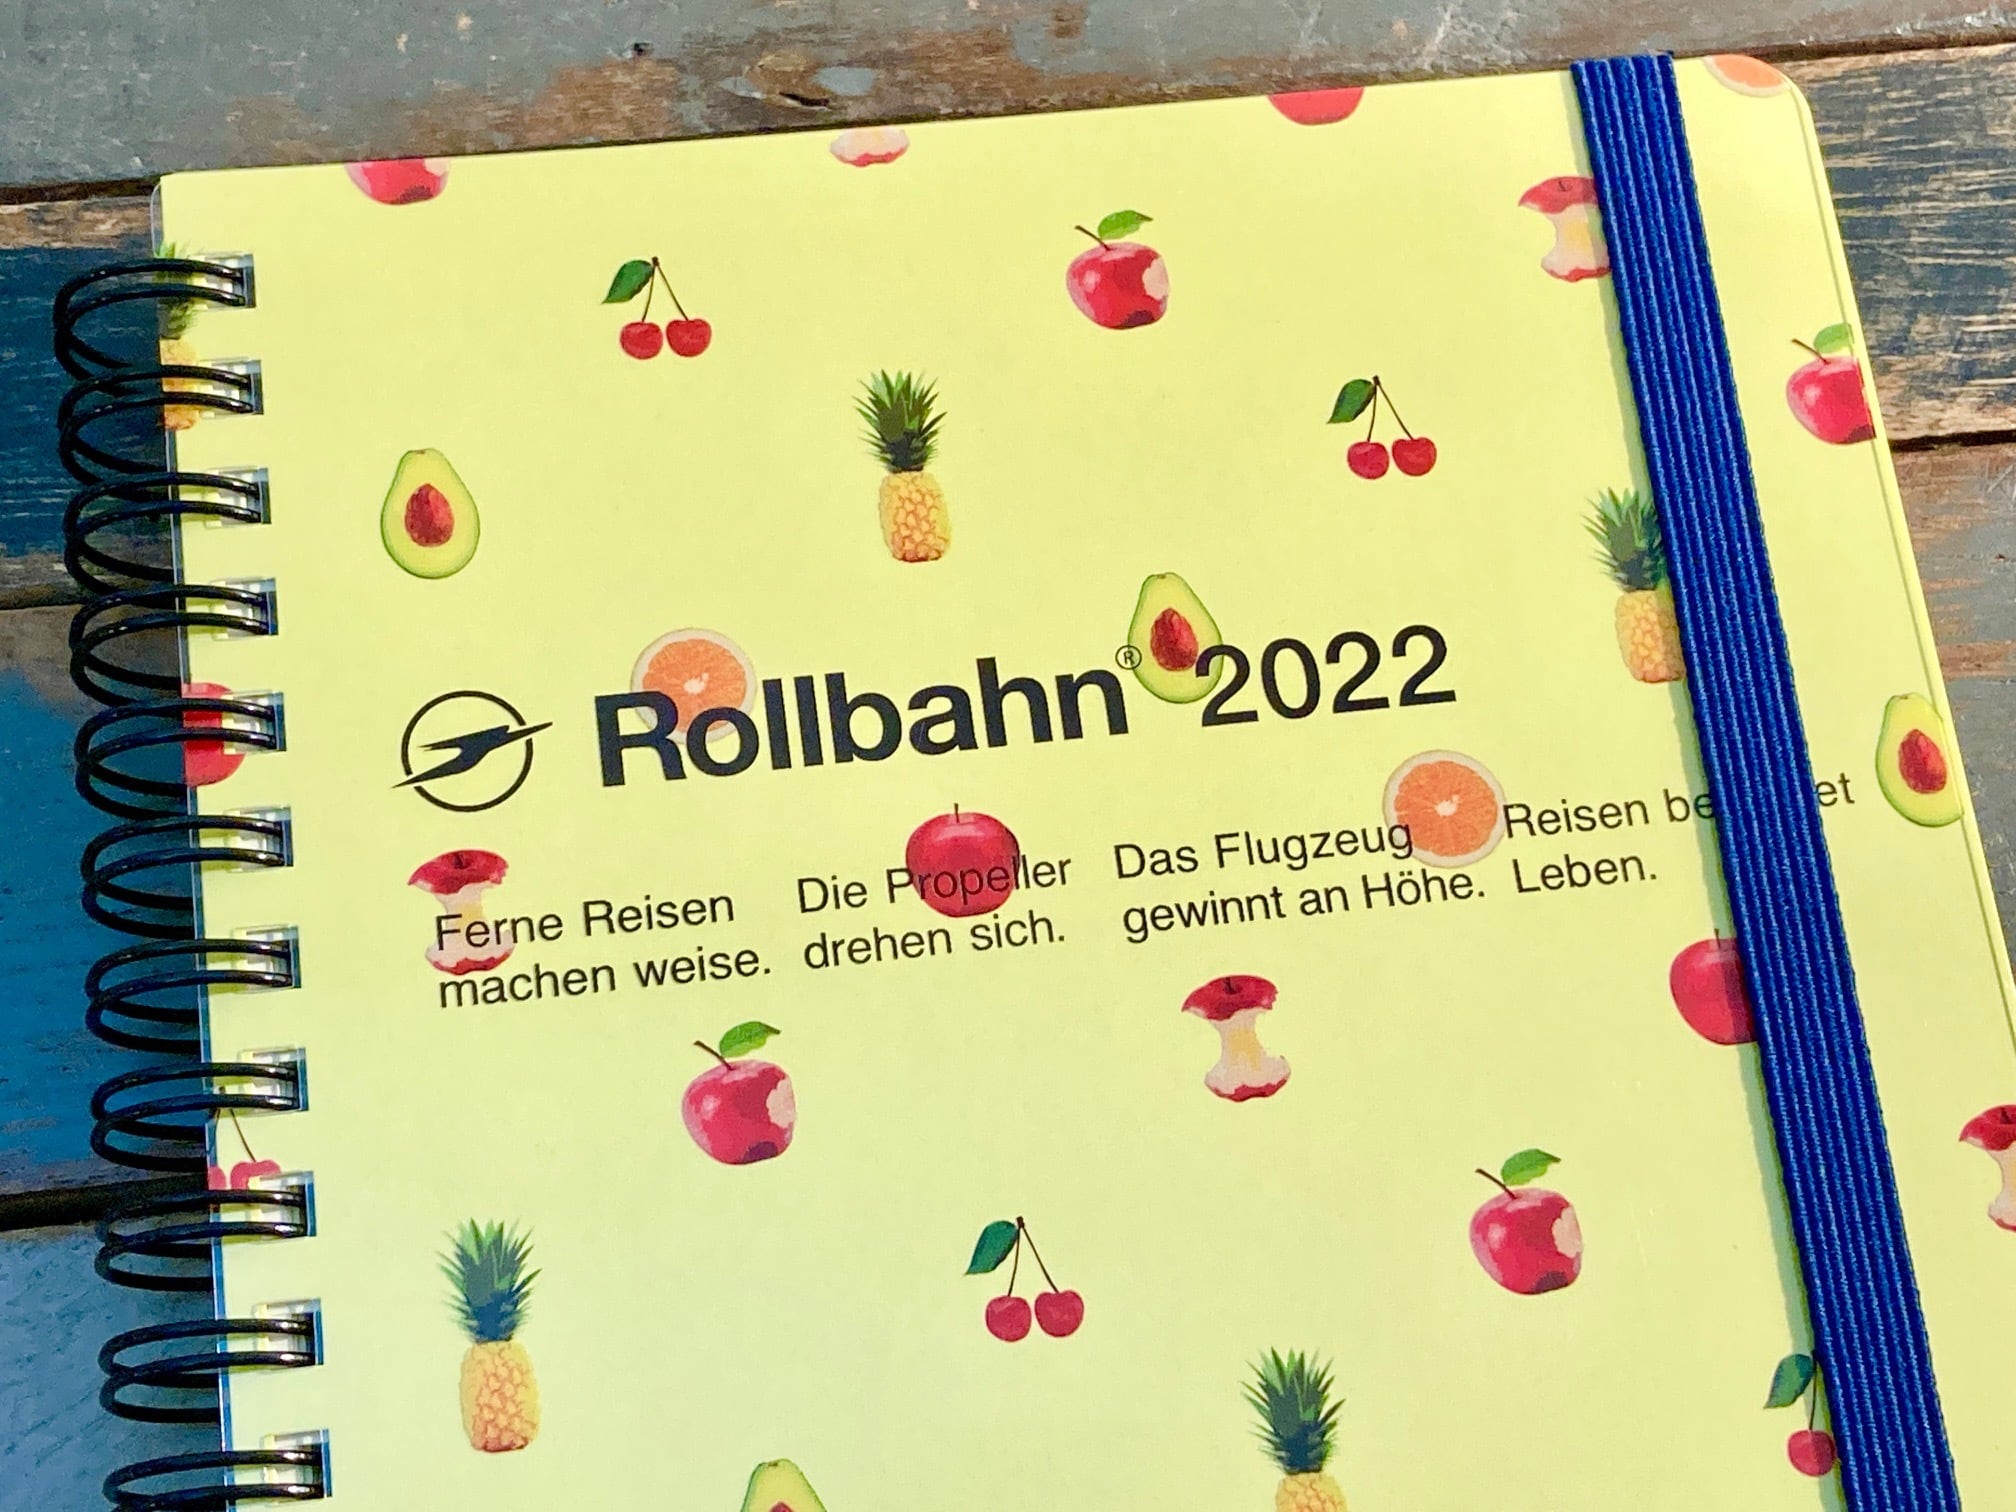 Rollbahn® 2022
Ferne Reisen
machen weise.
Die Propeller
drehen sich.
Das Flugzeug
gewinnt an Höhe.
Reisen
Leben.